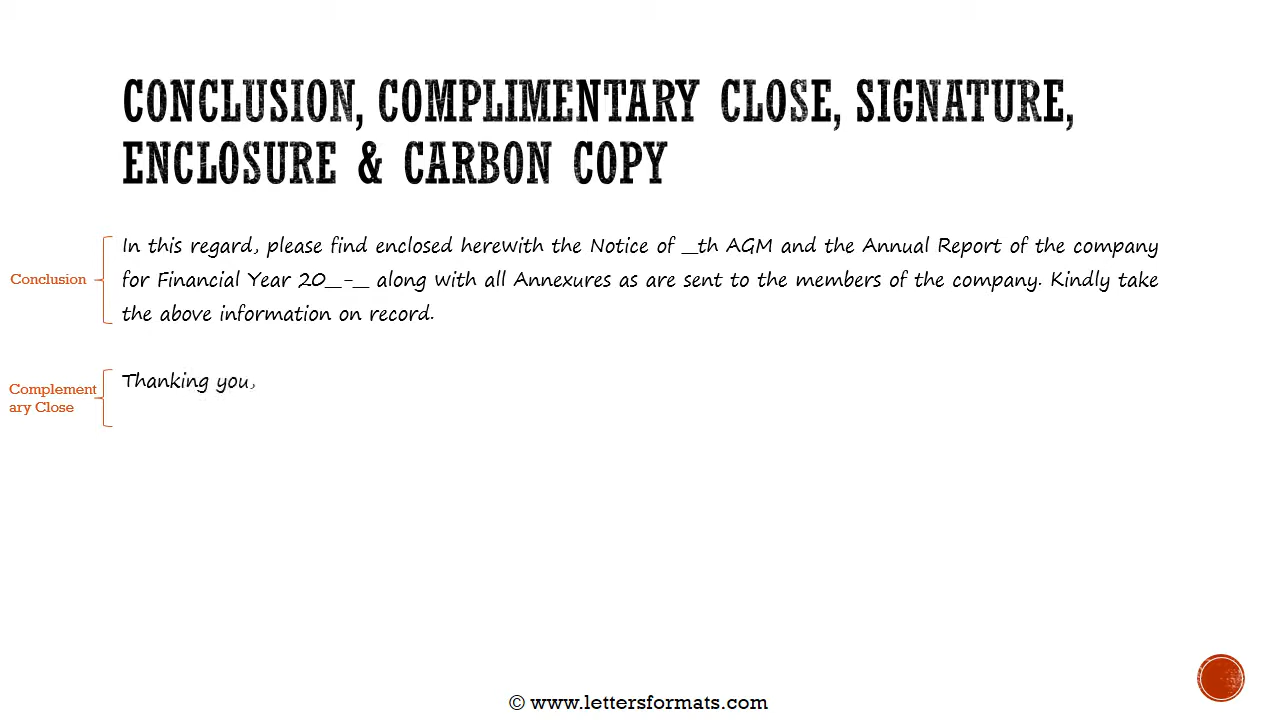 CONCLUSION, COMPLIMENTARY CLOSE, SIGNATURE,
ENCLOSURE & CARBON COPY
In this regard, please find enclosed herewith the Notice of __th AGM and the Annual Report of the company
Conclusion
for Financial Year 20__-__ along with all Annexures as are sent to the members of the company. Kindly take
the above information on record.
Complement
ary Close
Thanking you,
© www.lettersformats.com